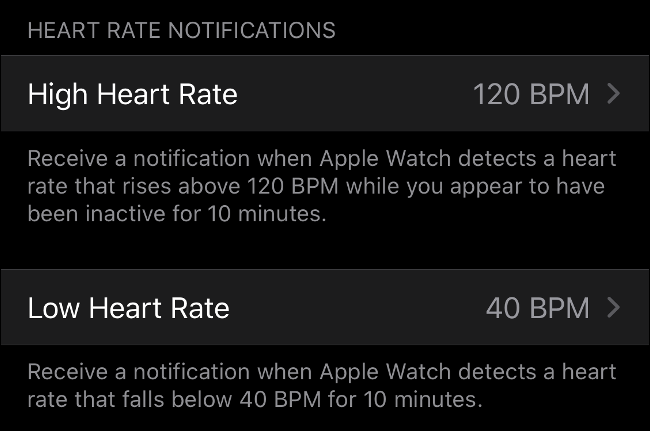 HEART RATE NOTIFICATIONS
High Heart Rate 120 BPM
Receive a notification when Apple Watch detects a heart
rate that rises above 120 BPM while you appear to have
been inactive for 10 minutes.
Low Heart Rate 40 BPM
Receive a notification when Apple Watch detects a heart
rate that falls below 40 BPM for 10 minutes.